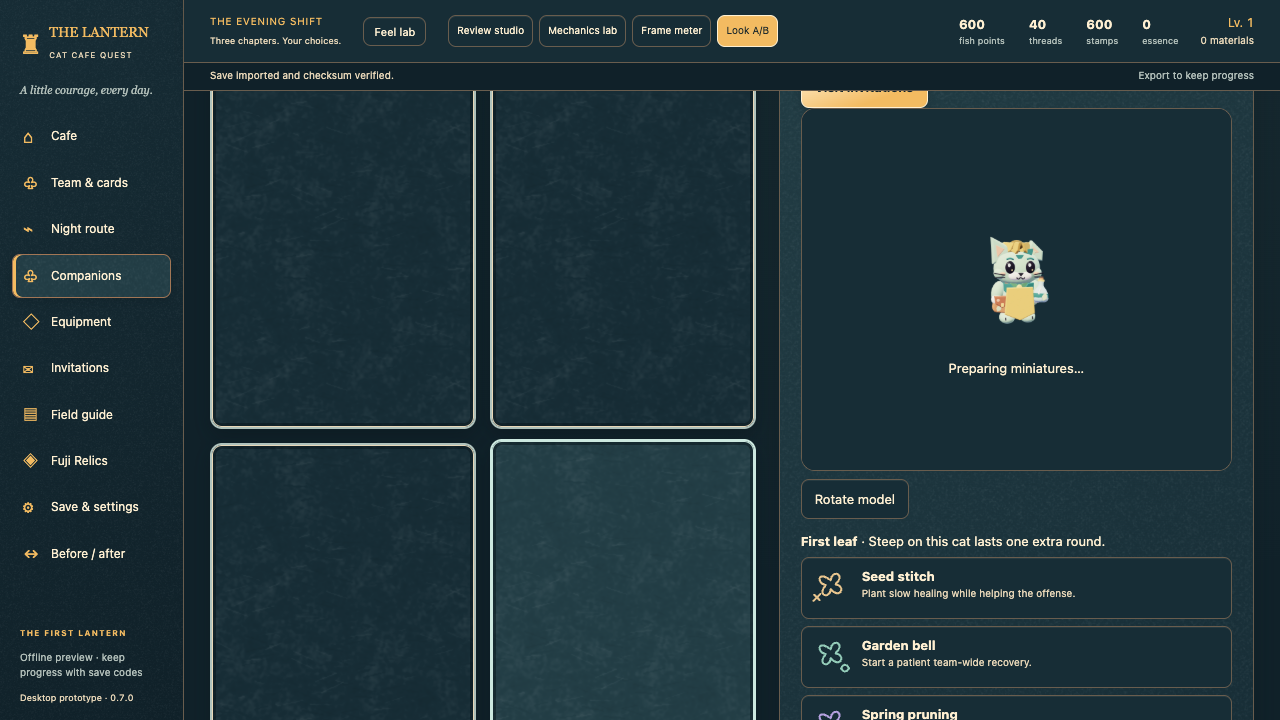 THE LANTERN
CAT CAFE QUEST
A little courage, every day.
Cafe
Team & cards
Night route
Companions
Equipment
Invitations
Field guide
Fuji Relics
Save & settings
Before / after
THE FIRST LANTERN
Offline preview · keep
progress with save codes
Desktop prototype · 0.7.0
THE EVENING SHIFT
Three chapters. Your choices.
Feel lab
Review studio
Mechanics lab
Frame meter
Look A/B
600
fish points
40
threads
600
stamps
0
essence
Lv. 1
0 materials
Save imported and checksum verified.
Export to keep progress
Preparing miniatures...
Rotate model
First leaf · Steep on this cat lasts one extra round.
Seed stitch
Plant slow healing while helping the offense.
Garden bell
Start a patient team-wide recovery.
Spring pruning